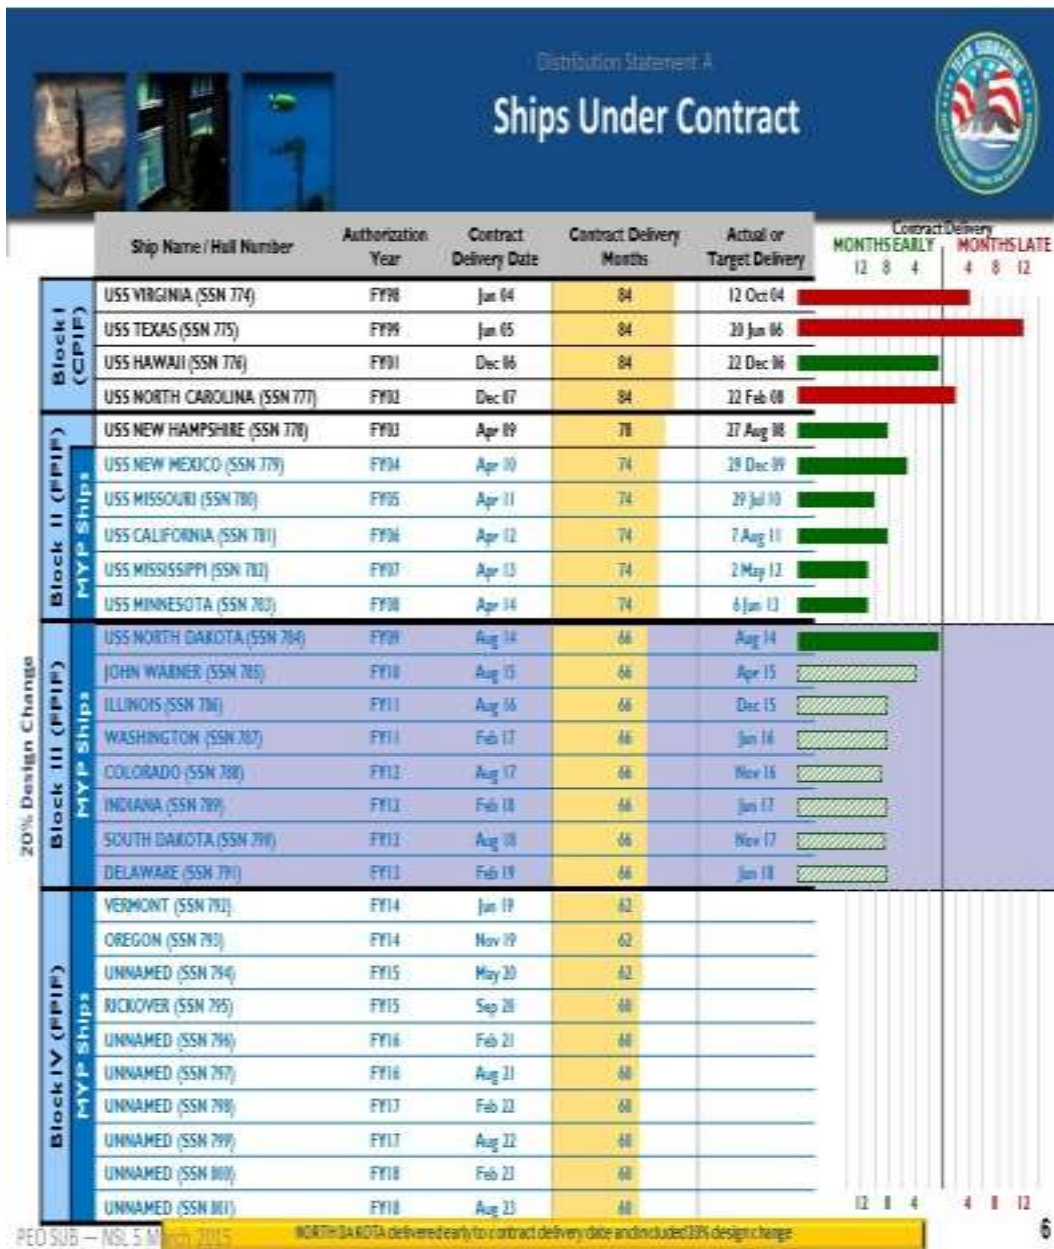 Distribution Statement A
Ships Under Contract
TEAM SUBMARINE
Ship Name / Hull Number Authorization Year Contract Delivery Date Contract Delivery Months Actual or Target Delivery
Contract Delivery
MONTHS EARLY MONTHS LATE
12 8 4 4 8 12
Block I (CPIF)
USS VIRGINIA (SSN 774) FY98 Jun 04 84 12 Oct 04
USS TEXAS (SSN 775) FY99 Jun 05 84 20 Jun 06
USS HAWAII (SSN 776) FY01 Dec 06 84 22 Dec 06
USS NORTH CAROLINA (SSN 777) FY02 Dec 07 84 22 Feb 08
Block II (FPIF)
USS NEW HAMPSHIRE (SSN 778) FY03 Apr 09 78 27 Aug 08
MYP Ships
USS NEW MEXICO (SSN 779) FY04 Apr 10 74 29 Dec 09
USS MISSOURI (SSN 780) FY05 Apr 11 74 29 Jul 10
USS CALIFORNIA (SSN 781) FY06 Apr 12 74 7 Aug 11
USS MISSISSIPPI (SSN 782) FY07 Apr 13 74 2 May 12
USS MINNESOTA (SSN 783) FY08 Apr 14 74 6 Jun 13
20% Design Change
Block III (FPIF)
MYP Ships
USS NORTH DAKOTA (SSN 784) FY09 Aug 14 66 Aug 14
JOHN WARNER (SSN 785) FY10 Aug 15 66 Apr 15
ILLINOIS (SSN 786) FY11 Aug 16 66 Dec 15
WASHINGTON (SSN 787) FY11 Feb 17 66 Jun 16
COLORADO (SSN 788) FY12 Aug 17 66 Nov 16
INDIANA (SSN 789) FY12 Feb 18 66 Jun 17
SOUTH DAKOTA (SSN 790) FY13 Aug 18 66 Nov 17
DELAWARE (SSN 791) FY13 Feb 19 66 Jun 18
Block IV (FPIF)
MYP Ships
VERMONT (SSN 792) FY14 Jun 19 62
OREGON (SSN 793) FY14 Nov 19 62
UNNAMED (SSN 794) FY15 May 20 62
RICKOVER (SSN 795) FY15 Sep 20 60
UNNAMED (SSN 796) FY16 Feb 21 60
UNNAMED (SSN 797) FY16 Aug 21 60
UNNAMED (SSN 798) FY17 Feb 22 60
UNNAMED (SSN 799) FY17 Aug 22 60
UNNAMED (SSN 800) FY18 Feb 23 60
UNNAMED (SSN 801) FY18 Aug 23 60
12 8 4 4 8 12
PEO SUB — NSL 5 March 2015
NORTH DAKOTA delivered early to contract delivery date and included 20% design change
6